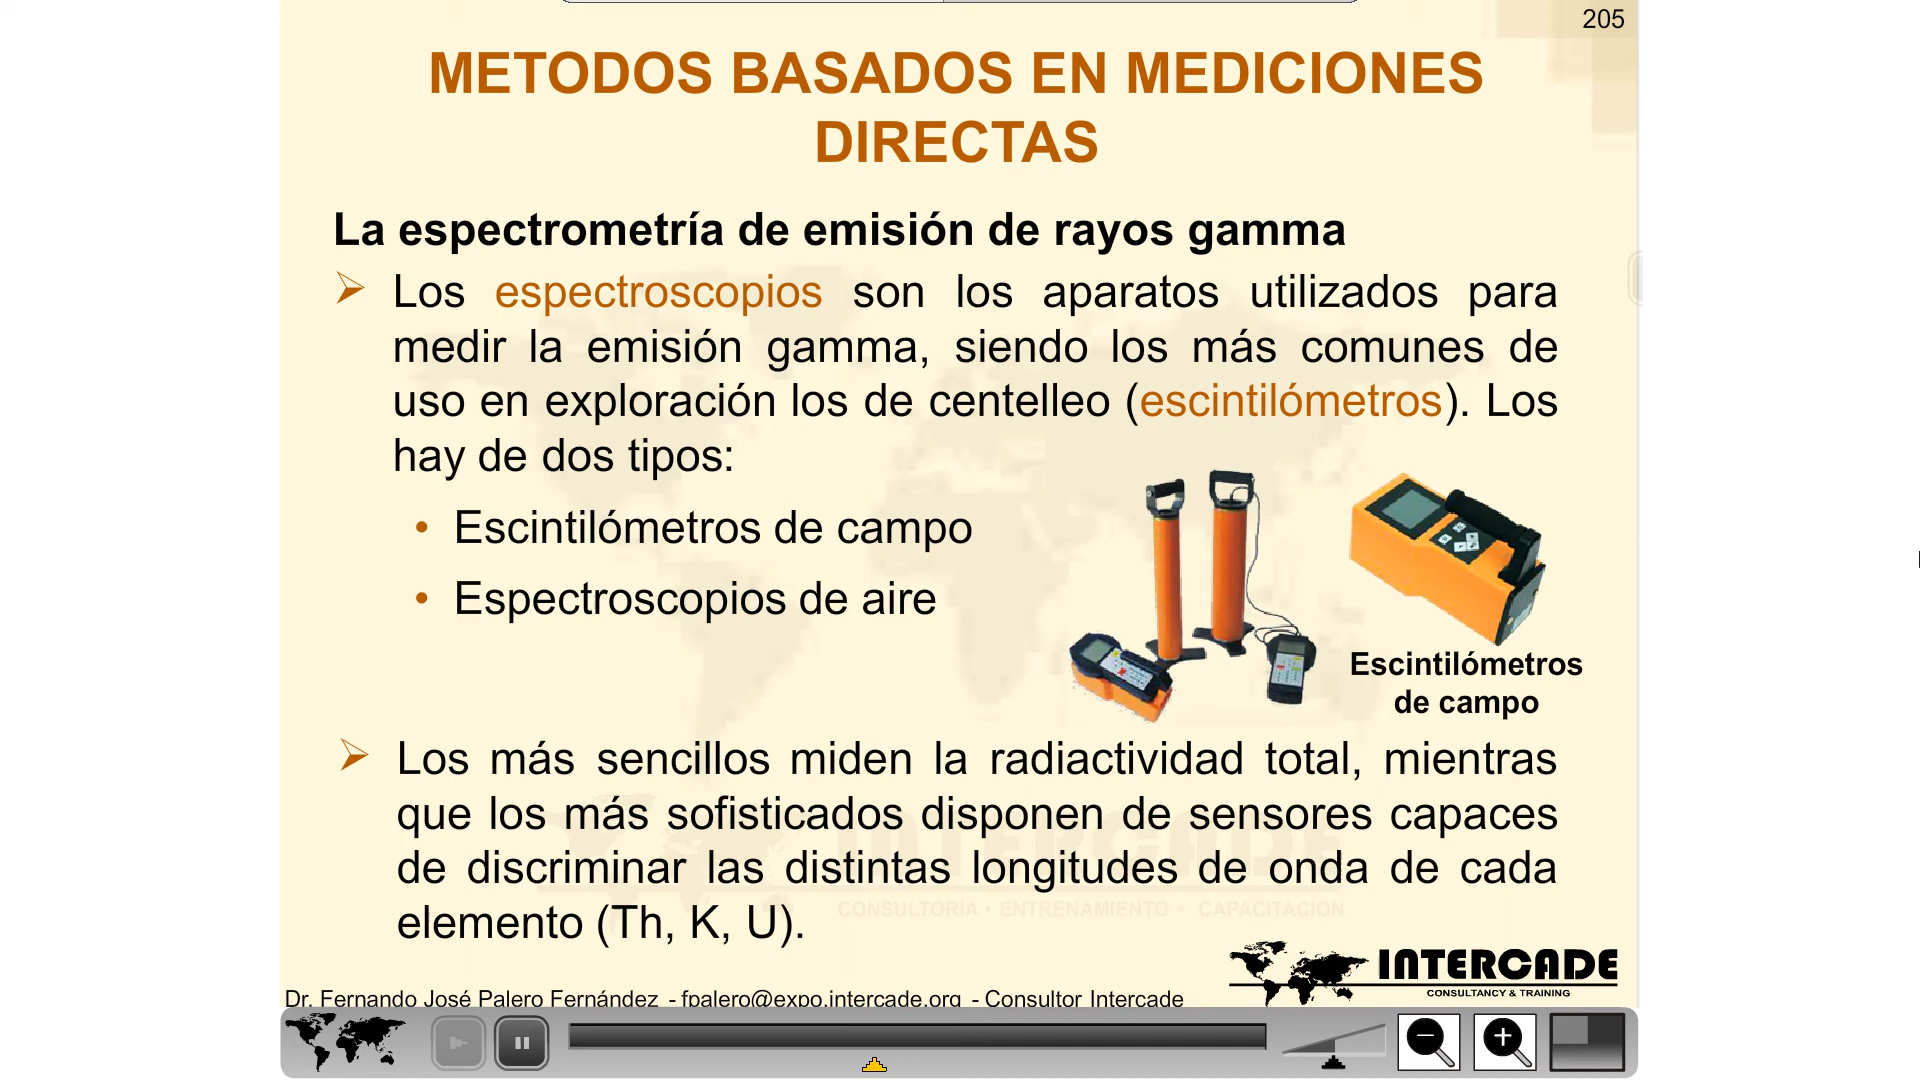 205
METODOS BASADOS EN MEDICIONES
DIRECTAS
La espectrometría de emisión de rayos gamma
Los espectroscopios son los aparatos utilizados para
medir la emisión gamma, siendo los más comunes de
uso en exploración los de centelleo (escintilómetros). Los
hay de dos tipos:
• Escintilómetros de campo
• Espectroscopios de aire
Escintilómetros
de campo
Los más sencillos miden la radiactividad total, mientras
que los más sofisticados disponen de sensores capaces
de discriminar las distintas longitudes de onda de cada
elemento (Th, K, U).
INTERCADE
CONSULTORIA • ENTRENAMIENTO • CAPACITACION
INTERCADE
CONSULTANCY & TRAINING
Dr. Fernando José Palero Fernández - fpalero@expo.intercade.org - Consultor Intercade